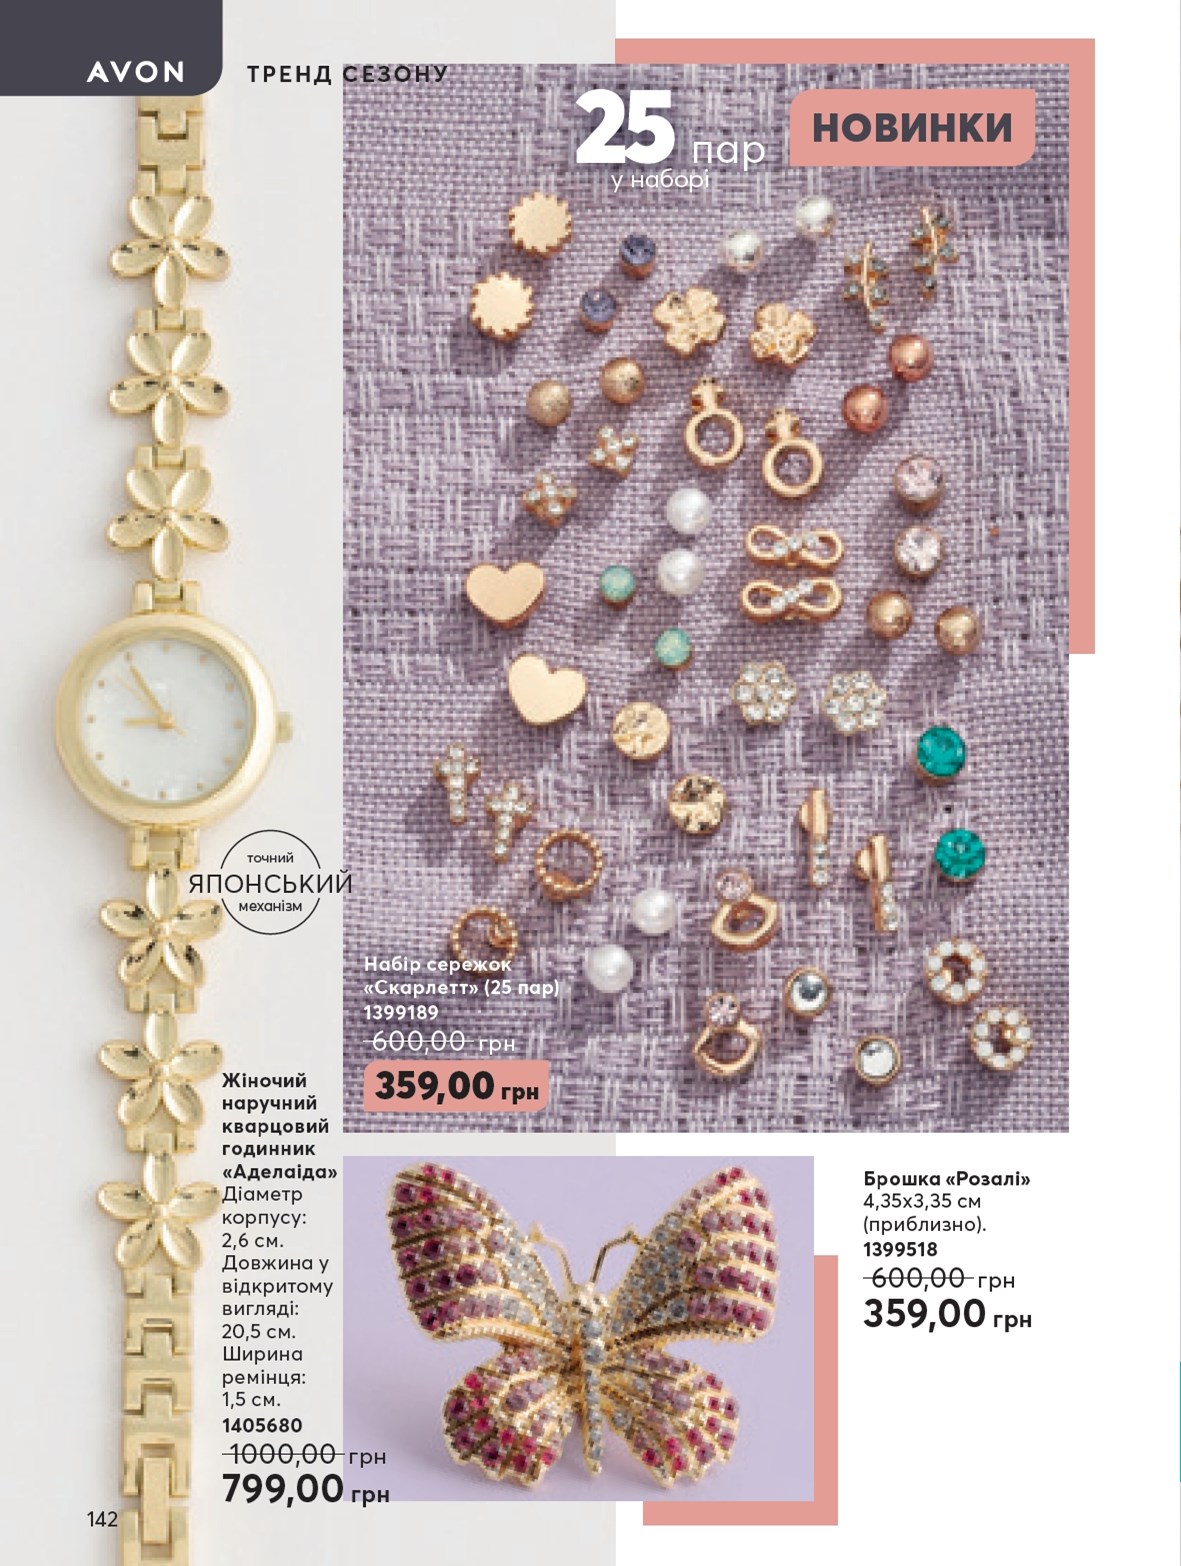 AVON
ТРЕНД СЕЗОНУ
25 пар
у наборі
НОВИНКИ
точний
ЯПОНСЬКИЙ
механізм
Набір сережок
«Скарлетт» (25 пар)
1399189
600,00 грн
359,00 грн
Жіночий
наручний
кварцовий
годинник
«Аделаїда»
Діаметр
корпусу:
2,6 см.
Довжина у
відкритому
вигляді:
20,5 см.
Ширина
ремінця:
1,5 см.
1405680
1000,00 грн
799,00 грн
Брошка «Розалі»
4,35х3,35 см
(приблизно).
1399518
600,00 грн
359,00 грн
142